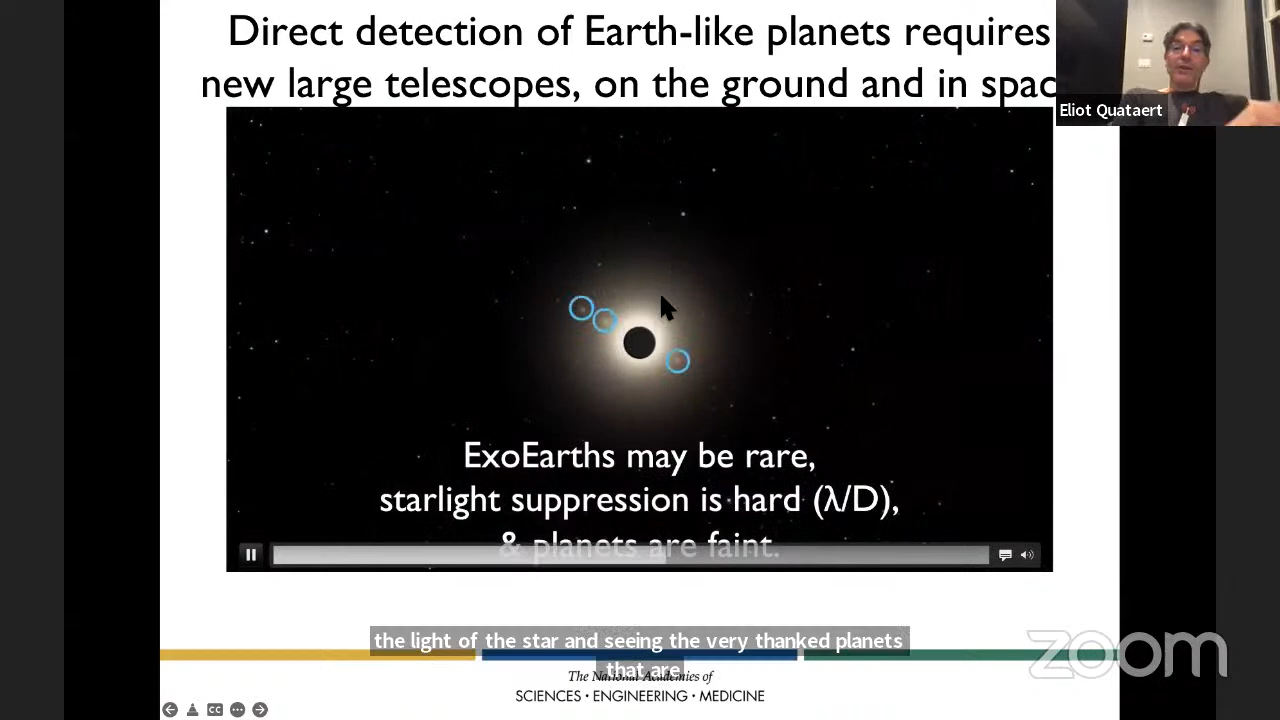 Direct detection of Earth-like planets requires
new large telescopes, on the ground and in spac
Eliot Quataert
ExoEarths may be rare,
starlight suppression is hard (λ/D),
& planets are faint.
the light of the star and seeing the very thanked planets
that are
The National Academies of
SCIENCES · ENGINEERING · MEDICINE
CC
zoom